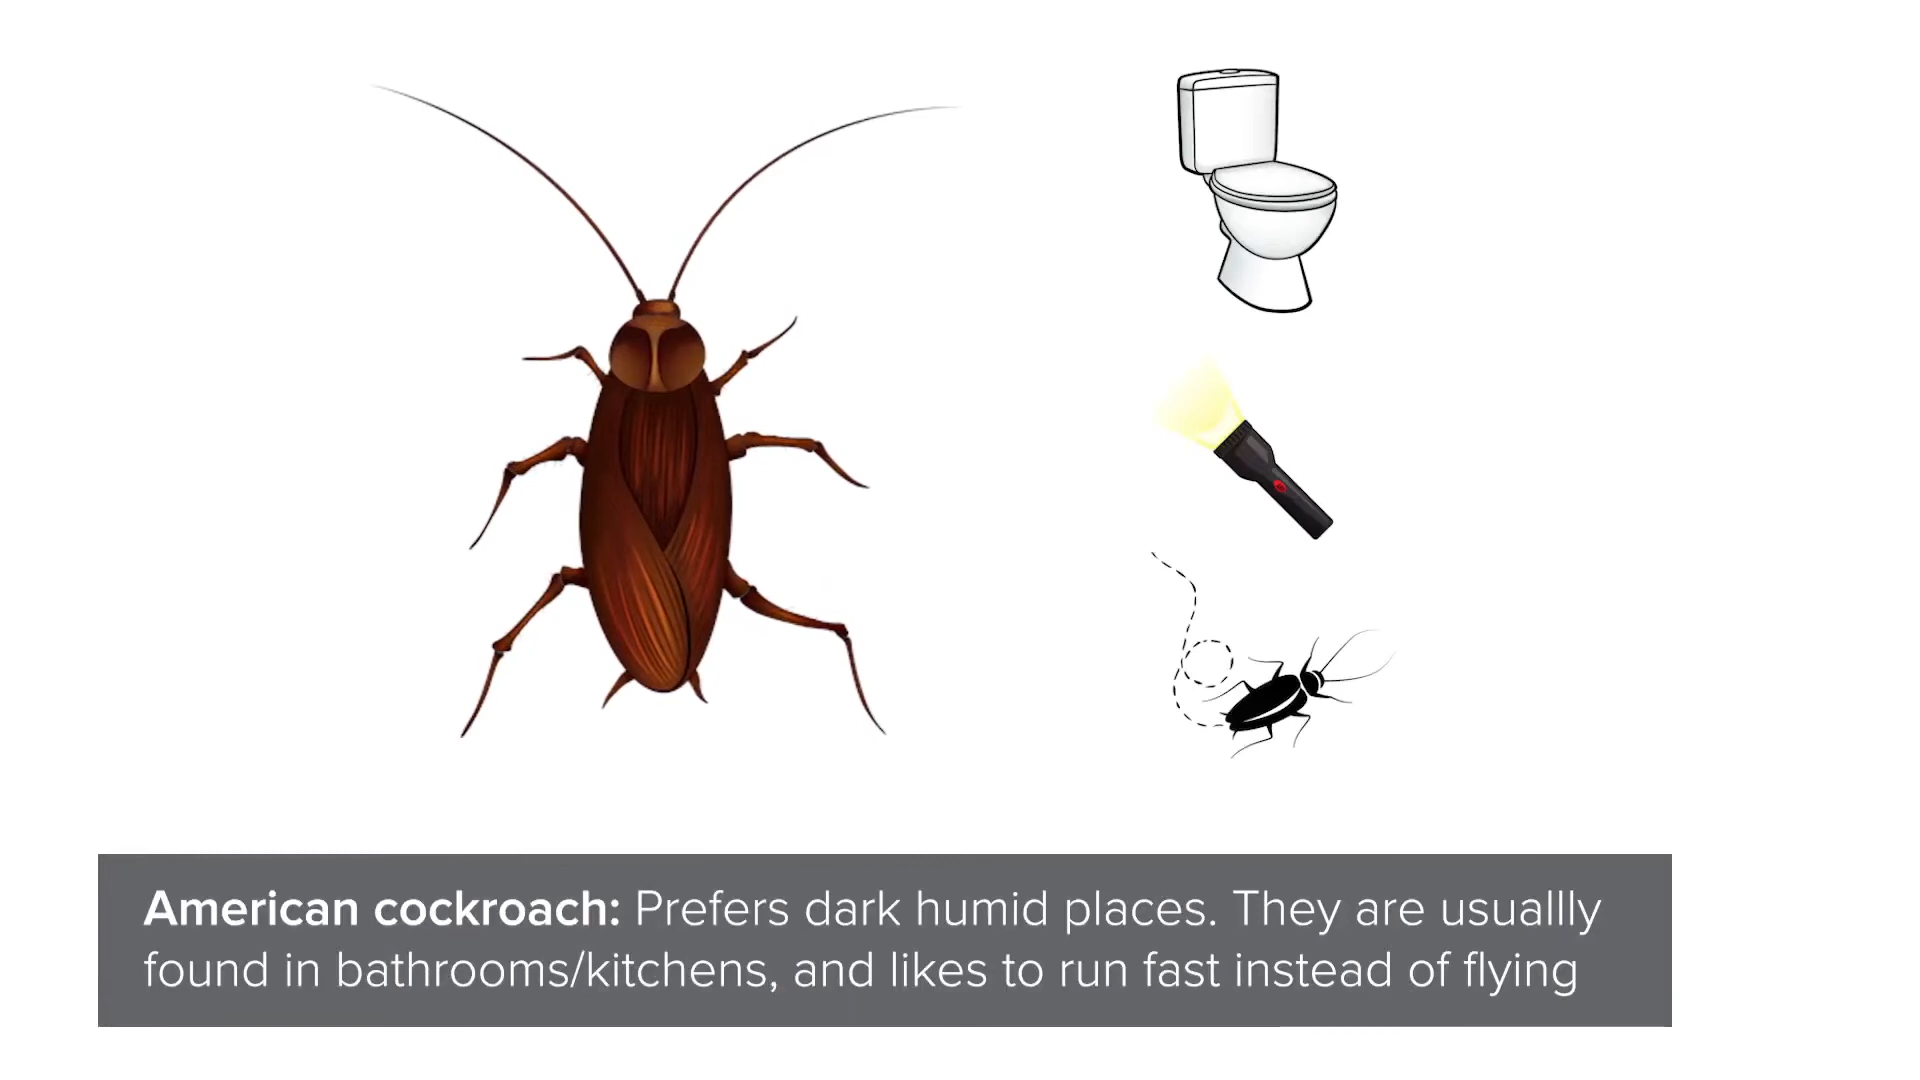 American cockroach: Prefers dark humid places. They are usuallly
found in bathrooms/kitchens, and likes to run fast instead of flying